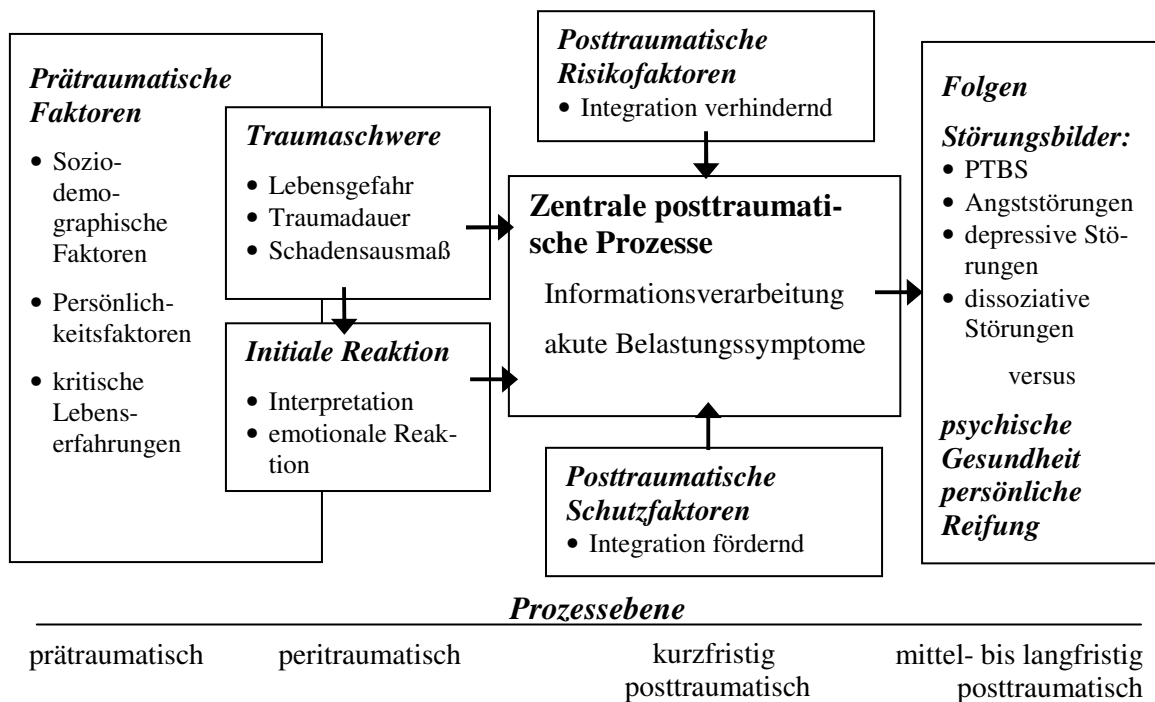 Prätraumatische
Faktoren
• Sozio-
demo-
graphische
Faktoren
• Persönlich-
keitsfaktoren
• kritische
Lebens-
erfahrungen
Traumaschwere
• Lebensgefahr
• Traumadauer
• Schadensausmaß
Initiale Reaktion
• Interpretation
• emotionale Reak-
tion
Posttraumatische
Risikofaktoren
• Integration verhindernd
Zentrale posttraumati-
sche Prozesse
Informationsverarbeitung
akute Belastungssymptome
Posttraumatische
Schutzfaktoren
• Integration fördernd
Folgen
Störungsbilder:
• PTBS
• Angststörungen
• depressive Stö-
rungen
• dissoziative
Störungen
versus
psychische
Gesundheit
persönliche
Reifung
Prozessebene
prätraumatisch
peritraumatisch
kurzfristig
posttraumatisch
mittel- bis langfristig
posttraumatisch